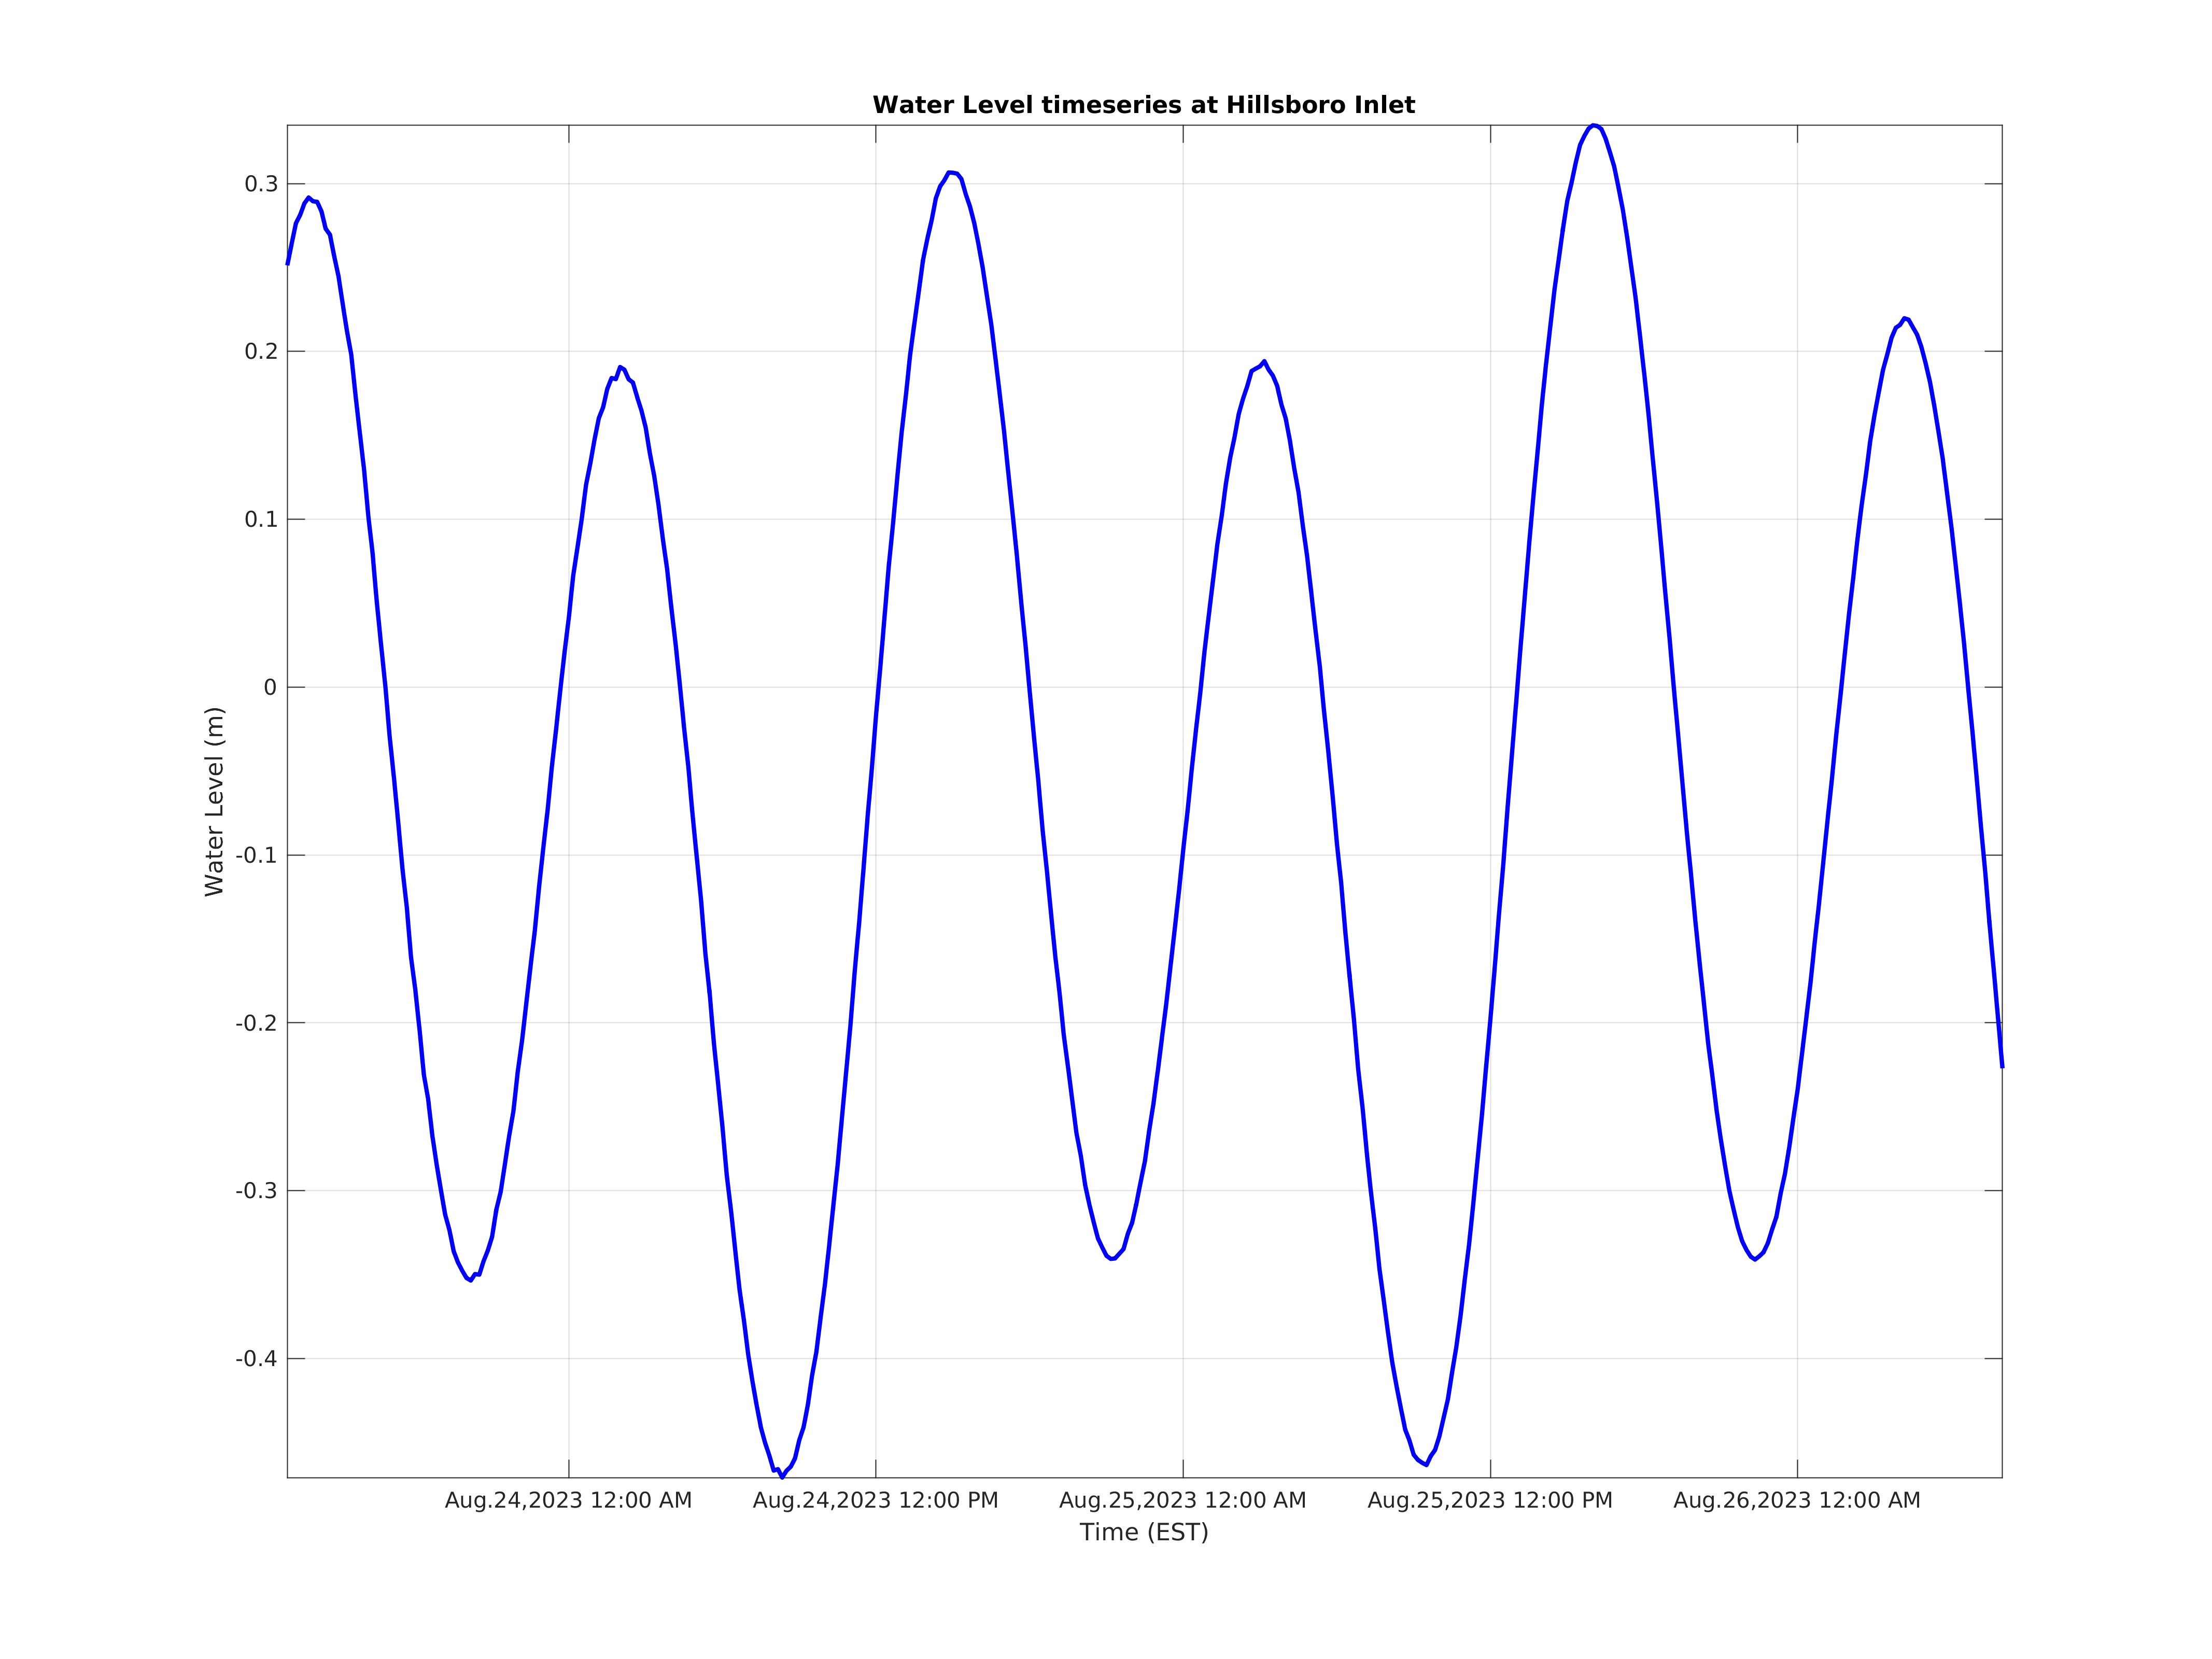 Water Level timeseries at Hillsboro Inlet
0.3
0.2
0.1
0
-0.1
-0.2
-0.3
-0.4
Water Level (m)
Aug.24,2023 12:00 AM
Aug.24,2023 12:00 PM
Aug.25,2023 12:00 AM
Aug.25,2023 12:00 PM
Aug.26,2023 12:00 AM
Time (EST)